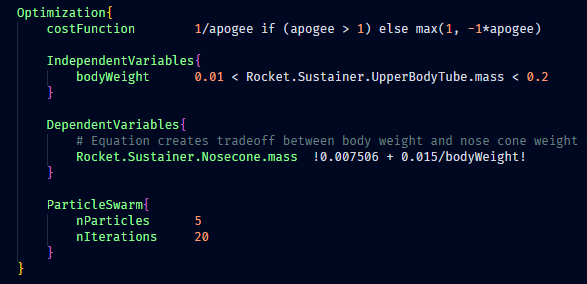 Optimization{
costFunction 1/apogee if (apogee > 1) else max(1, -1*apogee)
IndependentVariables{
bodyWeight 0.01 < Rocket.Sustainer.UpperBodyTube.mass < 0.2
}
DependentVariables{
# Equation creates tradeoff between body weight and nose cone weight
Rocket.Sustainer.Nosecone.mass !0.007506 + 0.015/bodyWeight!
}
ParticleSwarm{
nParticles 5
nIterations 20
}
}